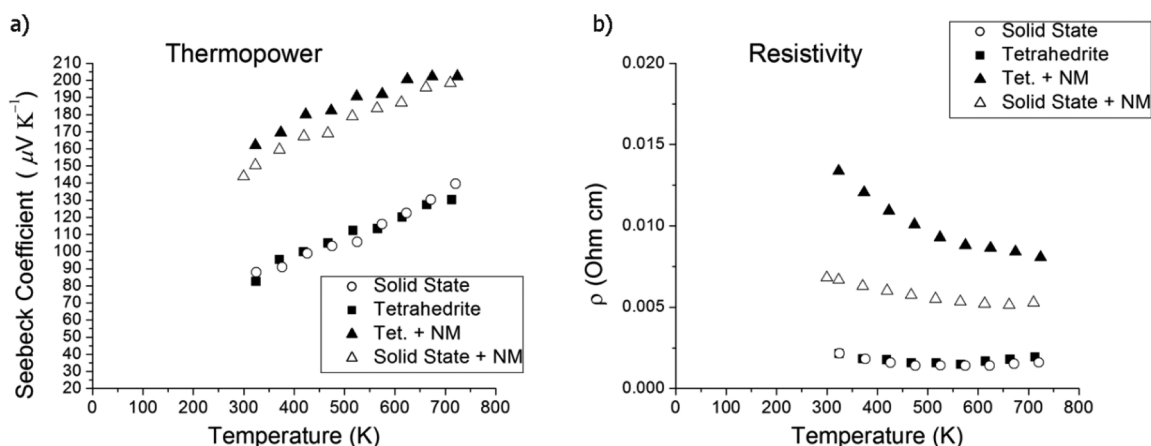 a)
Thermopower
Seebeck Coefficient ( μV K⁻¹)
210
200
190
180
170
160
150
140
130
120
110
100
90
80
70
60
50
40
30
20
0 100 200 300 400 500 600 700 800
Temperature (K)
Solid State
Tetrahedrite
Tet. + NM
Solid State + NM
b)
Resistivity
Solid State
Tetrahedrite
Tet. + NM
Solid State + NM
ρ (Ohm cm)
0.020
0.015
0.010
0.005
0.000
0 100 200 300 400 500 600 700 800
Temperature (K)